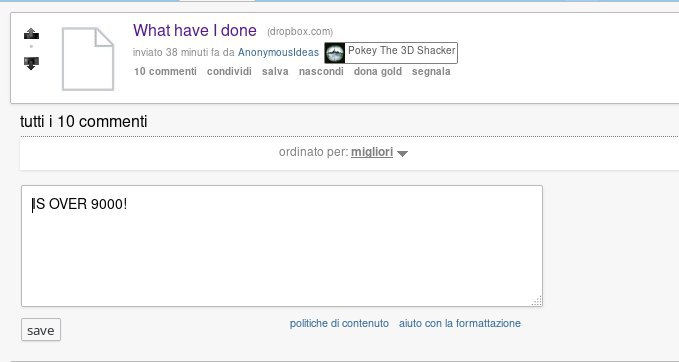 What have I done (dropbox.com)
inviato 38 minuti fa da AnonymousIdeas Pokey The 3D Shacker
10 commenti condividi salva nascondi dona gold segnala
tutti i 10 commenti
ordinato per: migliori
IS OVER 9000!
save politiche di contenuto aiuto con la formattazione